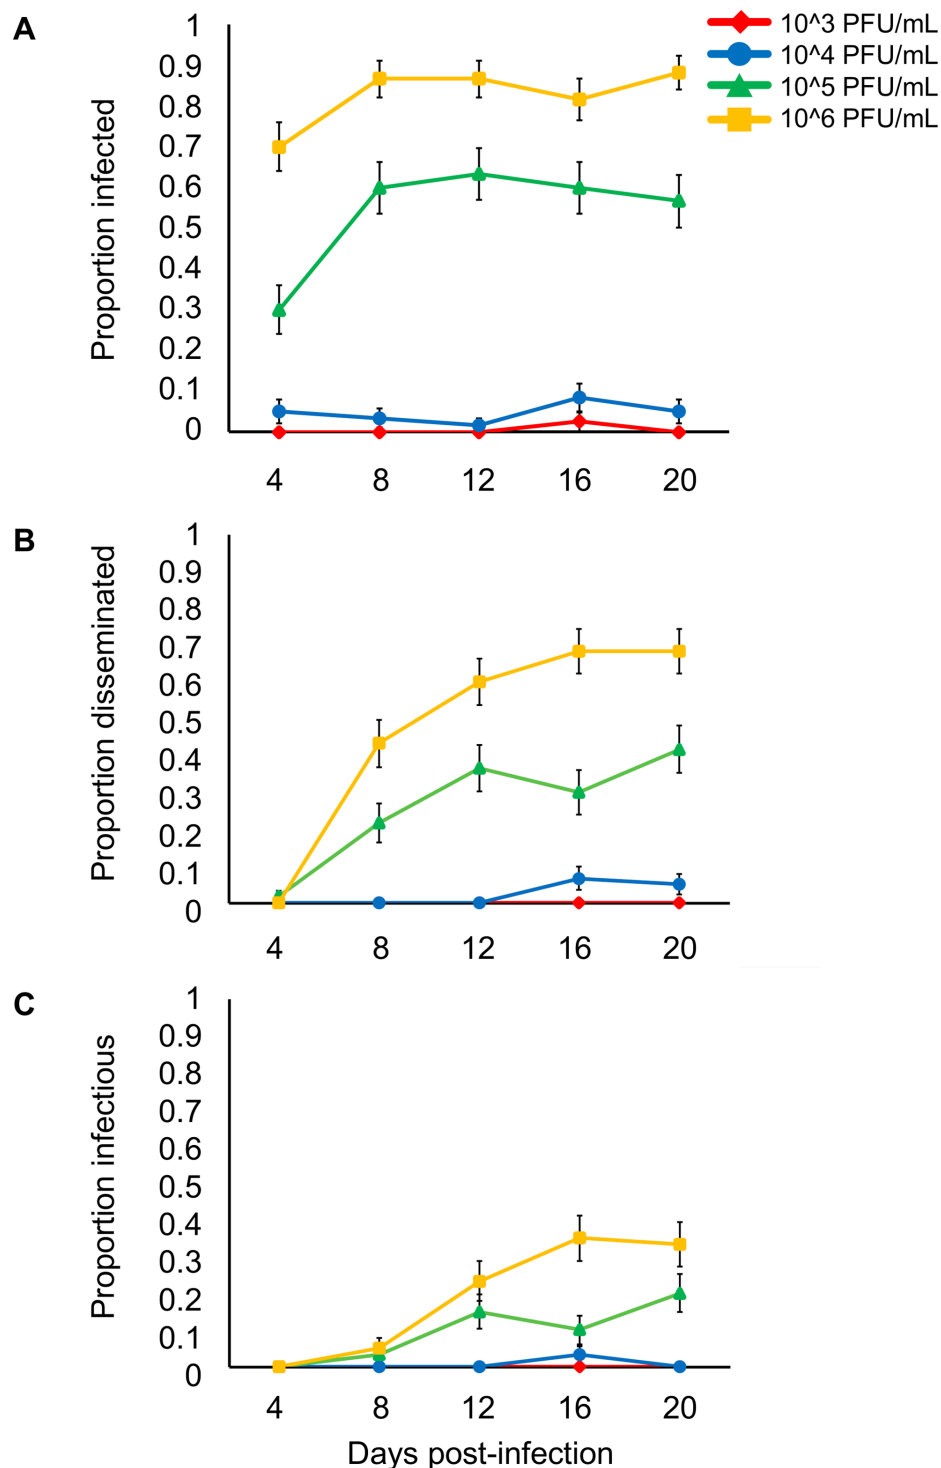 A
10^3 PFU/mL
10^4 PFU/mL
10^5 PFU/mL
10^6 PFU/mL
Proportion infected
1
0.9
0.8
0.7
0.6
0.5
0.4
0.3
0.2
0.1
0
4 8 12 16 20
B
Proportion disseminated
1
0.9
0.8
0.7
0.6
0.5
0.4
0.3
0.2
0.1
0
4 8 12 16 20
C
Proportion infectious
1
0.9
0.8
0.7
0.6
0.5
0.4
0.3
0.2
0.1
0
4 8 12 16 20
Days post-infection